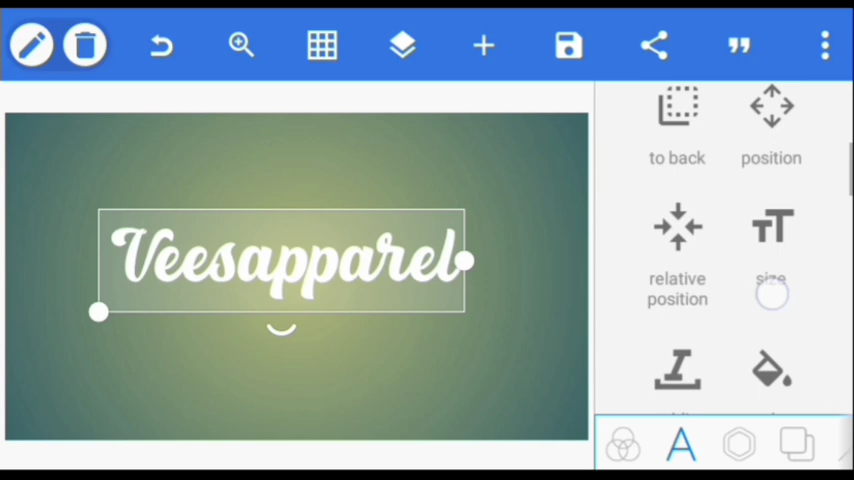 to back
position
Veesapparel
relative position
size